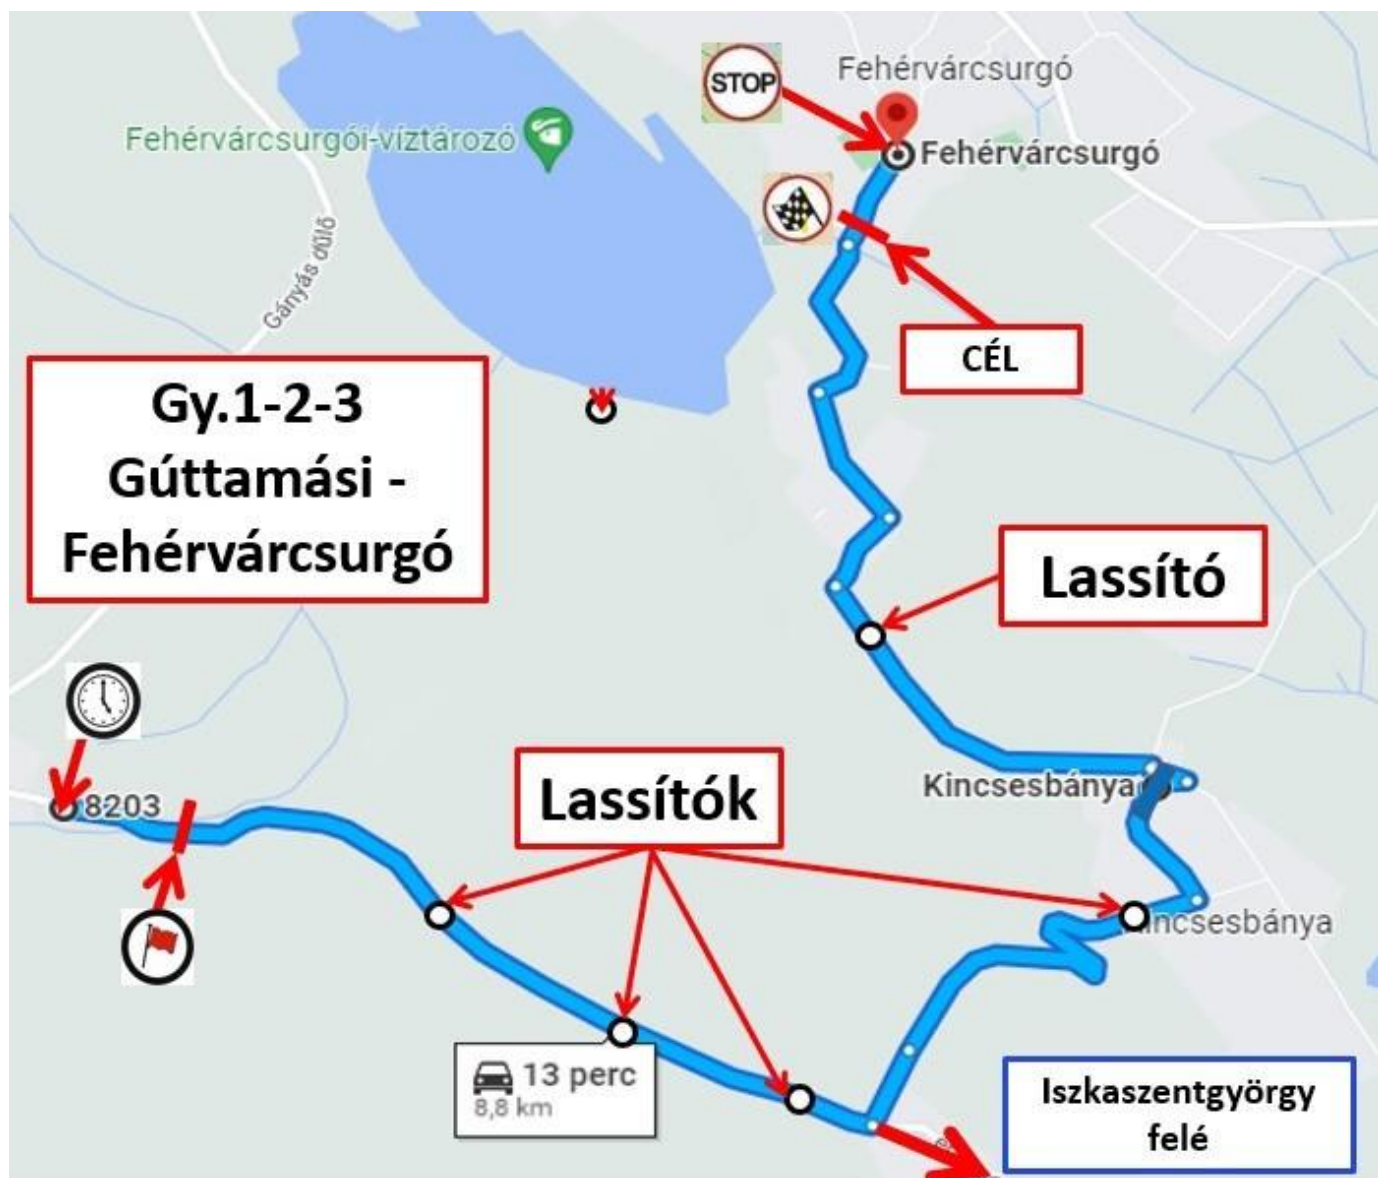 STOP
Fehérvárcsurgó
Fehérvárcsurgói-víztározó
Fehérvárcsurgó
Gányás dűlő
CÉL
Gy.1-2-3
Gúttamási -
Fehérvárcsurgó
Lassító
Lassítók
Kincsesbánya
8203
incsesbánya
13 perc
8,8 km
Iszkaszentgyörgy
felé